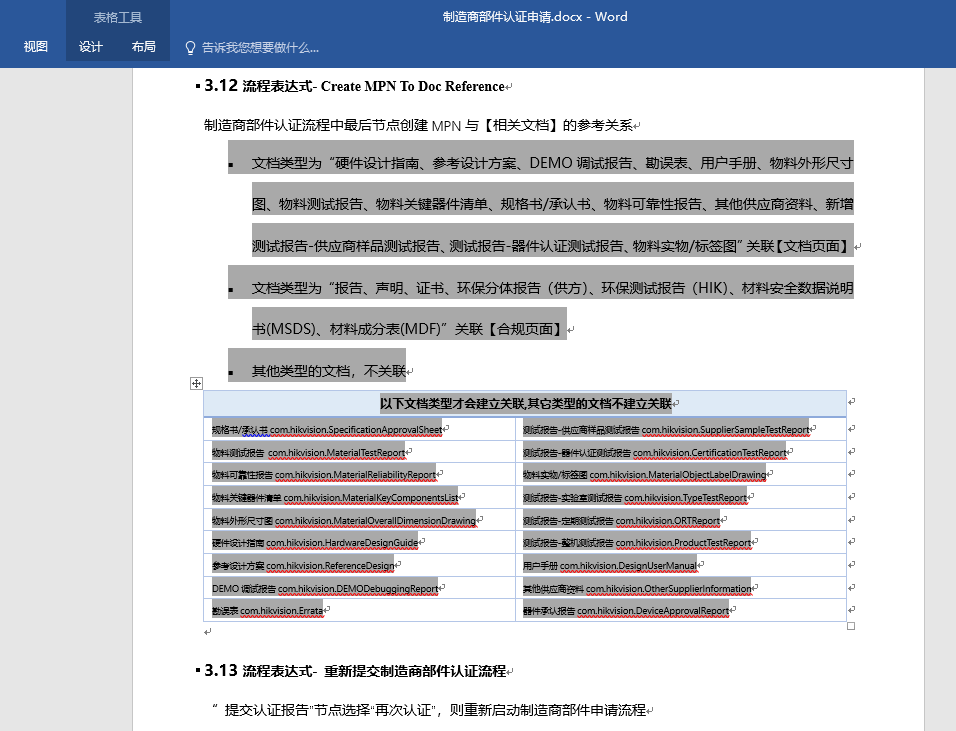 表格工具
制造商部件认证申请.docx - Word
视图 设计 布局 告诉我您想要做什么...
▪ 3.12 流程表达式- Create MPN To Doc Reference
制造商部件认证流程中最后节点创建 MPN 与【相关文档】的参考关系
▪ 文档类型为“硬件设计指南、参考设计方案、DEMO 调试报告、勘误表、用户手册、物料外形尺寸
图、物料测试报告、物料关键器件清单、规格书/承认书、物料可靠性报告、其他供应商资料、新增
测试报告-供应商样品测试报告、测试报告-器件认证测试报告、物料实物/标签图”关联【文档页面】
▪ 文档类型为“报告、声明、证书、环保分体报告（供方）、环保测试报告（HIK）、材料安全数据说明
书(MSDS)、材料成分表(MDF)”关联【合规页面】
▪ 其他类型的文档，不关联
以下文档类型才会建立关联,其它类型的文档不建立关联
规格书/承认书 com.hikvision.SpecificationApprovalSheet 测试报告-供应商样品测试报告 com.hikvision.SupplierSampleTestReport
物料测试报告 com.hikvision.MaterialTestReport 测试报告-器件认证测试报告 com.hikvision.CertificationTestReport
物料可靠性报告 com.hikvision.MaterialReliabilityReport 物料实物/标签图 com.hikvision.MaterialObjectLabelDrawing
物料关键器件清单 com.hikvision.MaterialKeyComponentsList 测试报告-实验室测试报告 com.hikvision.TypeTestReport
物料外形尺寸图 com.hikvision.MaterialOverallDimensionDrawing 测试报告-定期测试报告 com.hikvision.ORTReport
硬件设计指南 com.hikvision.HardwareDesignGuide 测试报告-整机测试报告 com.hikvision.ProductTestReport
参考设计方案 com.hikvision.ReferenceDesign 用户手册 com.hikvision.DesignUserManual
DEMO 调试报告 com.hikvision.DEMODebuggingReport 其他供应商资料 com.hikvision.OtherSupplierInformation
勘误表 com.hikvision.Errata 器件承认报告 com.hikvision.DeviceApprovalReport
▪ 3.13 流程表达式- 重新提交制造商部件认证流程
” 提交认证报告”节点选择“再次认证”，则重新启动制造商部件申请流程